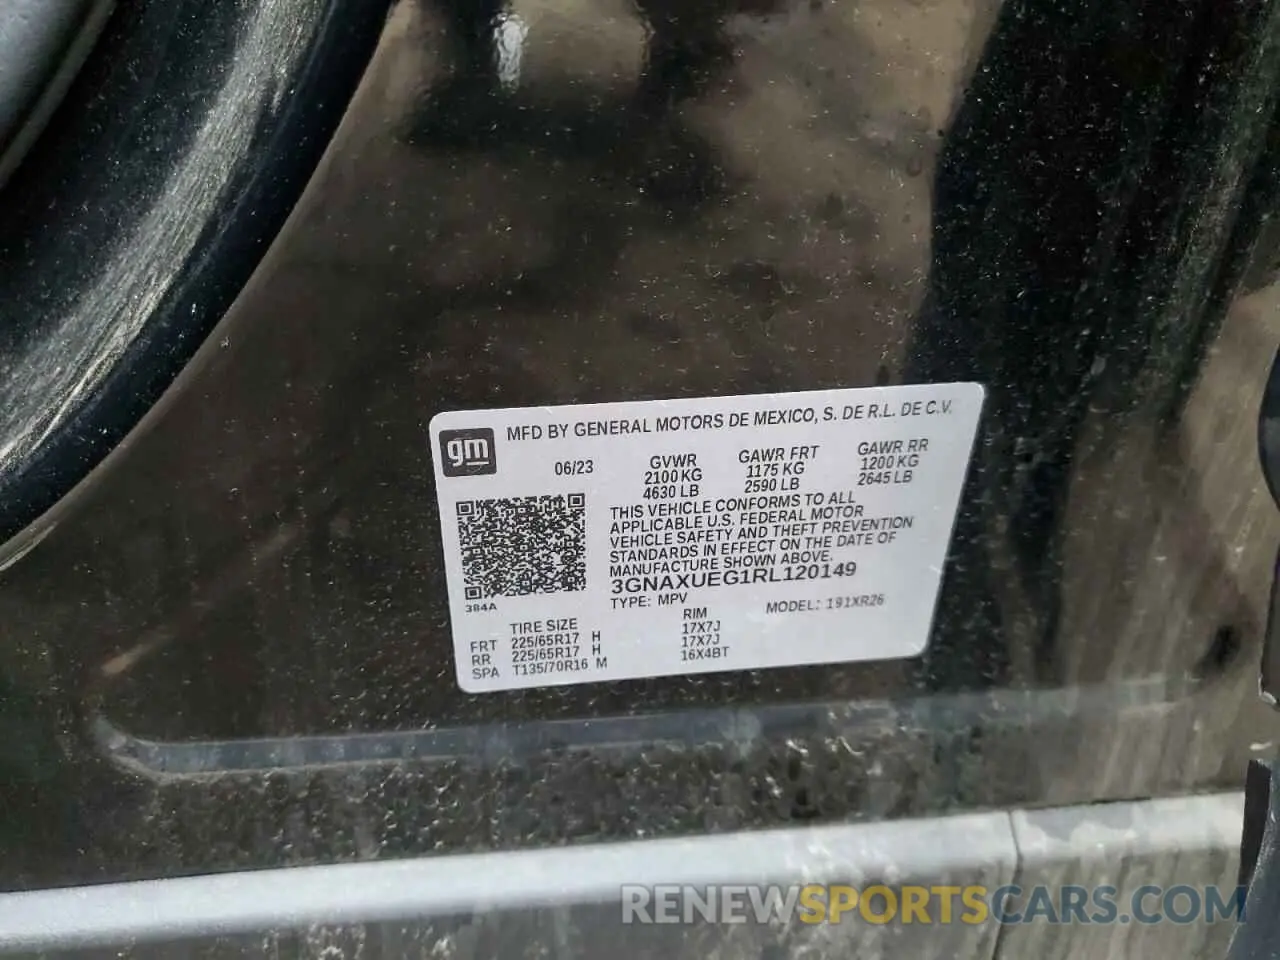 gm
MFD BY GENERAL MOTORS DE MEXICO, S. DE R.L. DE C.V.
06/23
GVWR
2100 KG
4630 LB
GAWR FRT
1175 KG
2590 LB
GAWR RR
1200 KG
2645 LB
THIS VEHICLE CONFORMS TO ALL
APPLICABLE U.S. FEDERAL MOTOR
VEHICLE SAFETY AND THEFT PREVENTION
STANDARDS IN EFFECT ON THE DATE OF
MANUFACTURE SHOWN ABOVE.
3GNAXUEG1RL120149
TYPE: MPV
MODEL: 191XR26
384A
TIRE SIZE
RIM
FRT 225/65R17 H 17X7J
RR 225/65R17 H 17X7J
SPA T135/70R16 M 16X4BT
RENEWSPORTSCARS.COM